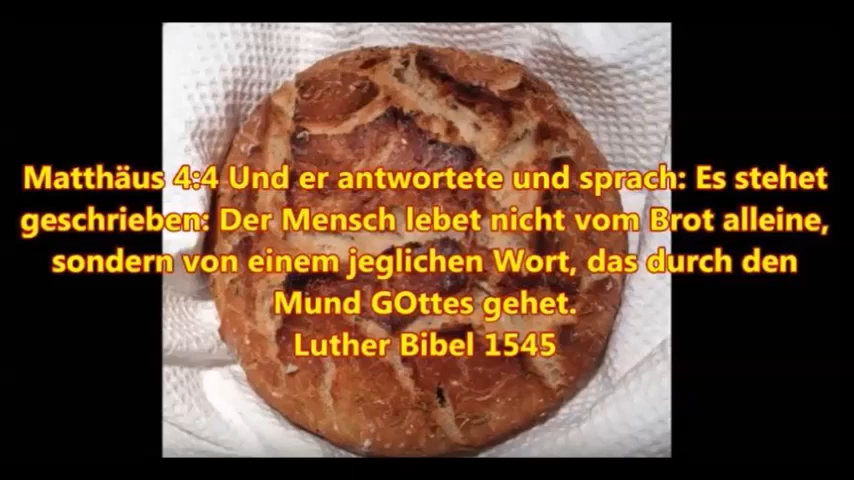 Matthäus 4:4 Und er antwortete und sprach: Es stehet
geschrieben: Der Mensch lebet nicht vom Brot alleine,
sondern von einem jeglichen Wort, das durch den
Mund GOttes gehet.
Luther Bibel 1545